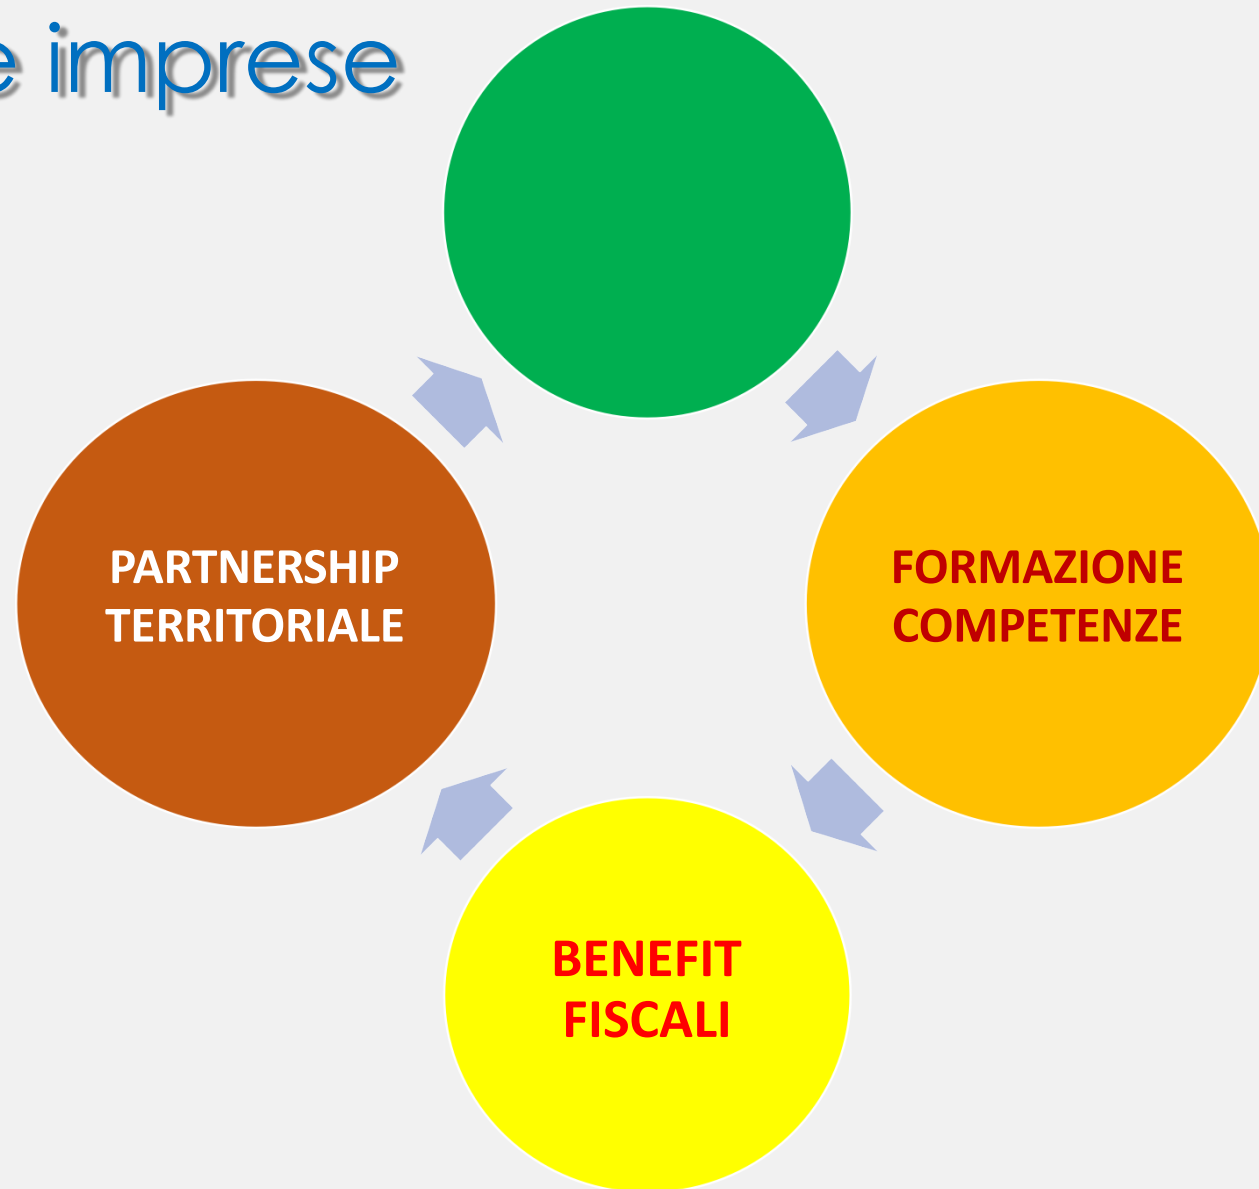 e imprese
PARTNERSHIP
TERRITORIALE
FORMAZIONE
COMPETENZE
BENEFIT
FISCALI